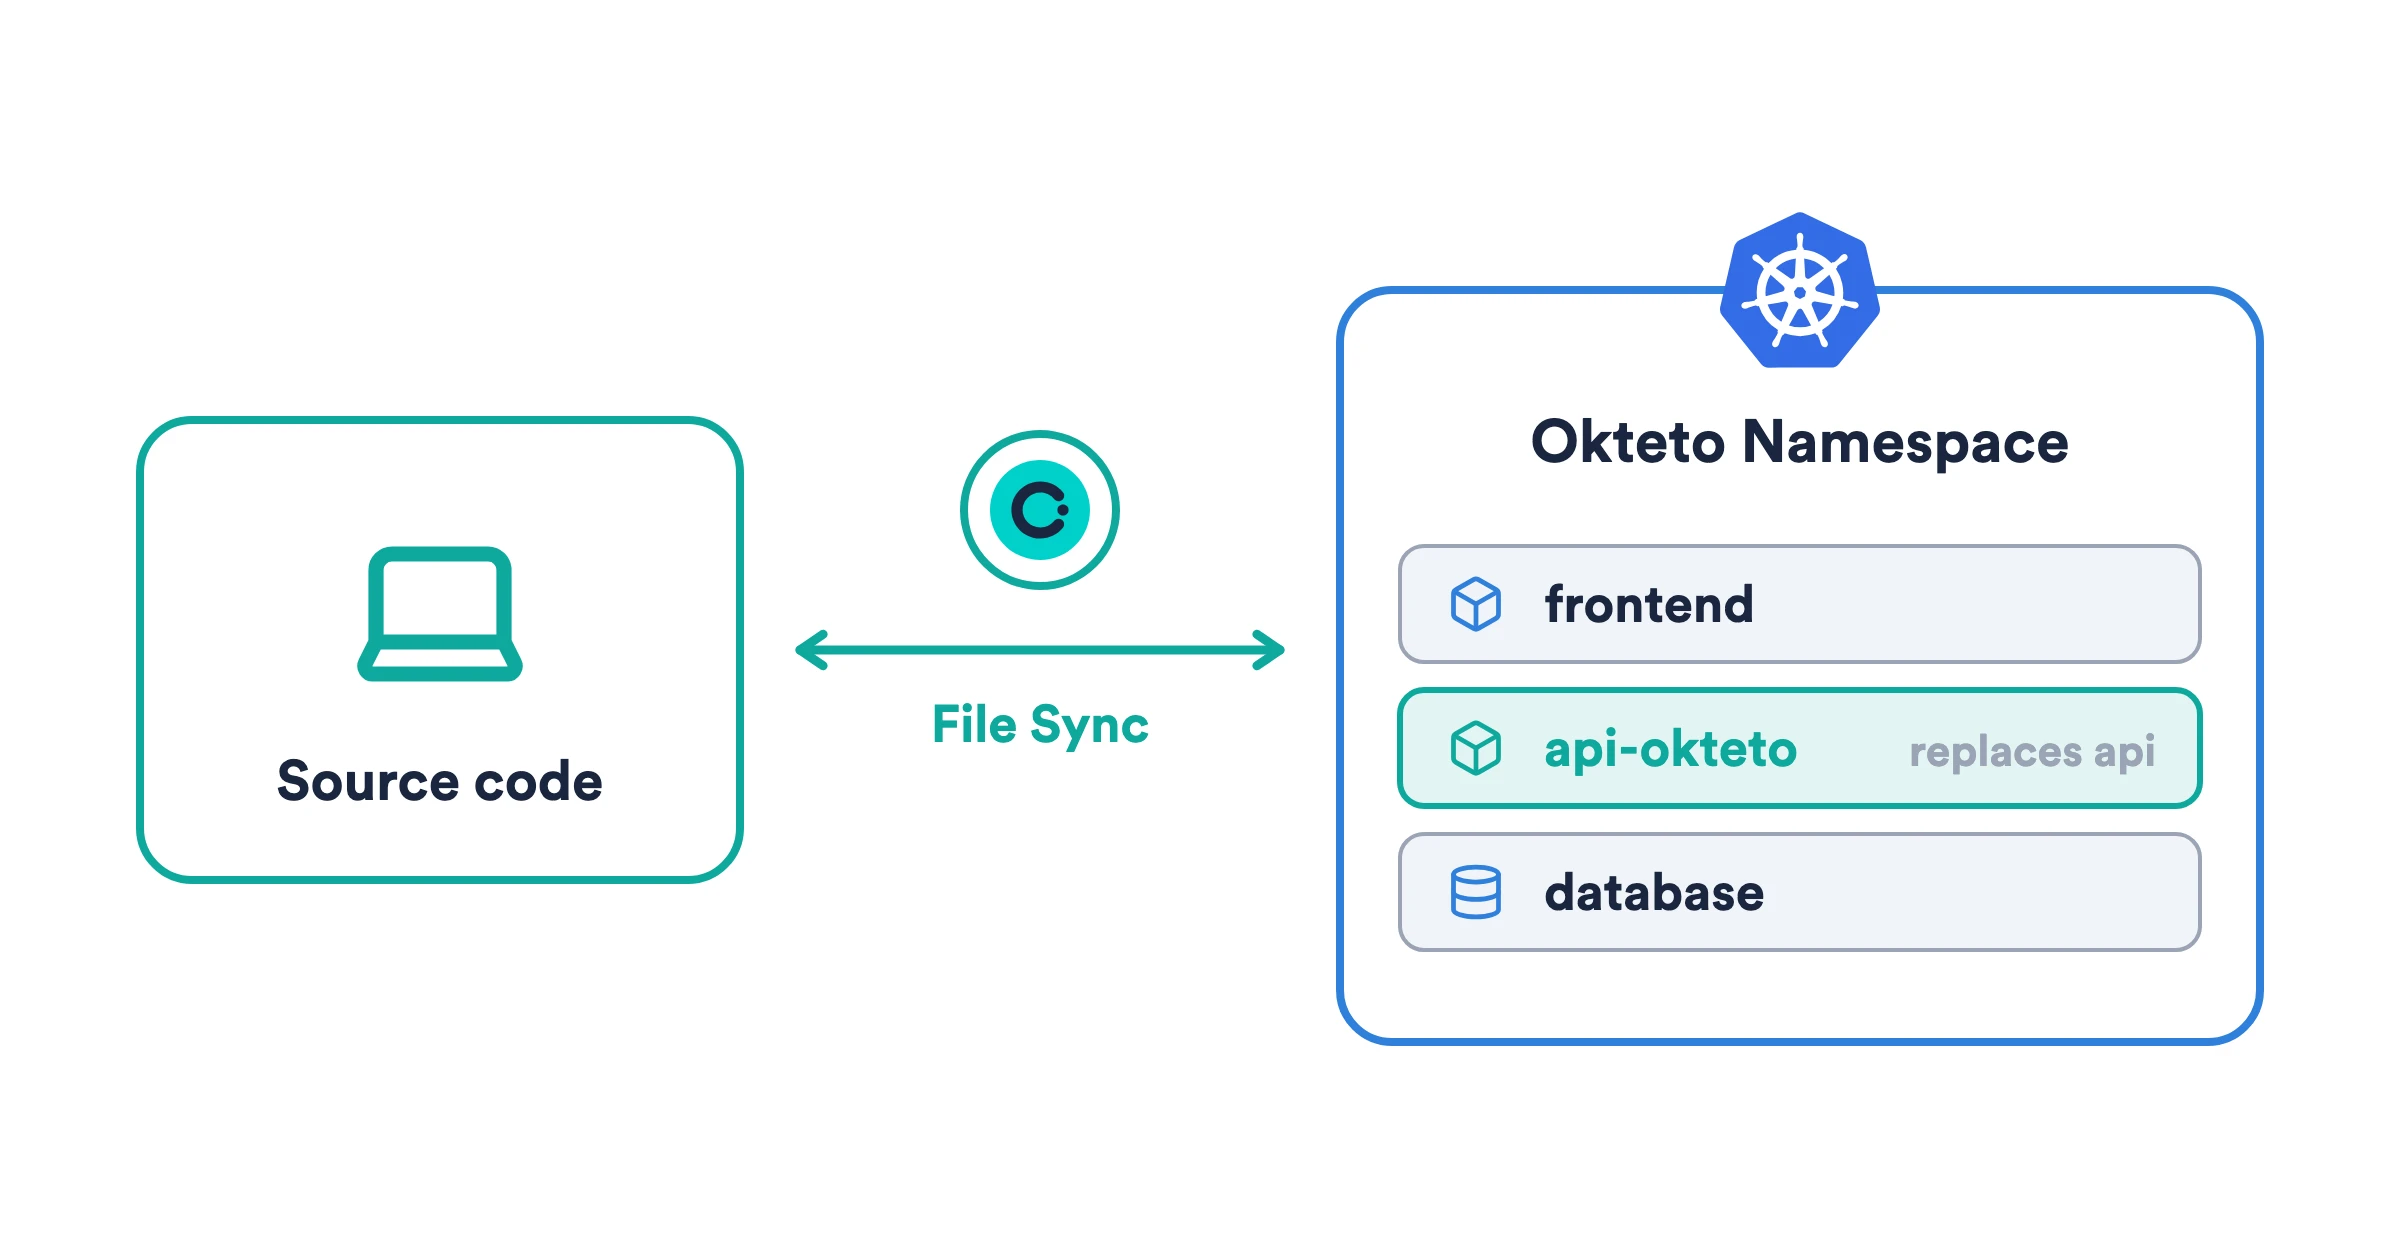 Source code
File Sync
Okteto Namespace
frontend
api-okteto
replaces api
database